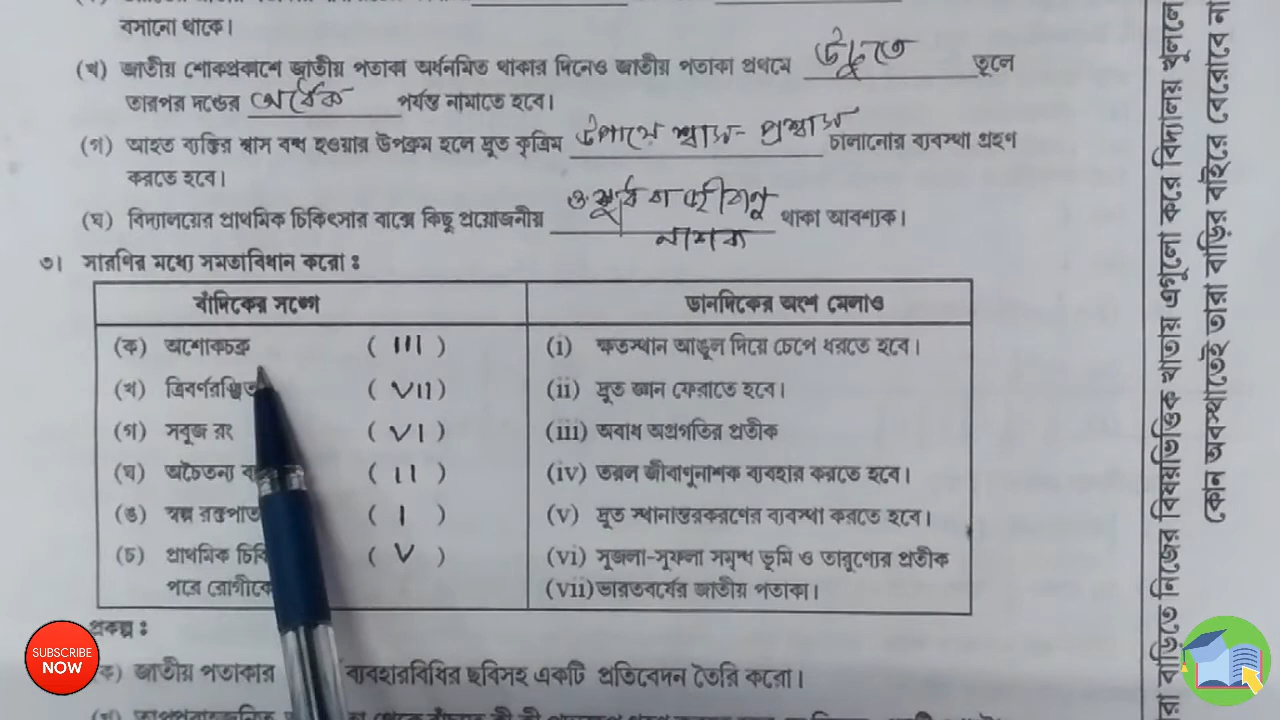 বসানো থাকে।
(খ) জাতীয় শোকপ্রকাশে জাতীয় পতাকা অর্ধনমিত থাকার দিনেও জাতীয় পতাকা প্রথমে উঁচুতে তুলে
তারপর দণ্ডের অর্ধেক পর্যন্ত নামাতে হবে।
(গ) আহত ব্যক্তির শ্বাস বন্ধ হওয়ার উপক্রম হলে দ্রুত কৃত্রিম উপায়ে শ্বাস-প্রশ্বাস চালানোর ব্যবস্থা গ্রহণ
করতে হবে।
(ঘ) বিদ্যালয়ের প্রাথমিক চিকিৎসার বাক্সে কিছু প্রয়োজনীয় ওষুধ বা জীবাণু নাশক থাকা আবশ্যক।
৩। সারণির মধ্যে সমতাবিধান করো :
বাঁদিকের সঙ্গে ডানদিকের অংশ মেলাও
(ক) অশোকচক্র ( III ) (i) ক্ষতস্থান আঙুল দিয়ে চেপে ধরতে হবে।
(খ) ত্রিবর্ণরঞ্জিত ( VII ) (ii) দ্রুত জ্ঞান ফেরাতে হবে।
(গ) সবুজ রং ( VI ) (iii) অবাধ অগ্রগতির প্রতীক
(ঘ) অচৈতন্য ( II ) (iv) তরল জীবাণুনাশক ব্যবহার করতে হবে।
(ঙ) স্বল্প রক্তপাত ( I ) (v) দ্রুত স্থানান্তরকরণের ব্যবস্থা করতে হবে।
(চ) প্রাথমিক ( V ) (vi) সুজলা-সুফলা সমৃদ্ধ ভূমি ও তারুণ্যের প্রতীক
পরে রোগীকে (vii) ভারতবর্ষের জাতীয় পতাকা।
প্রকল্প :
ক) জাতীয় পতাকার ব্যবহারবিধির ছবিসহ একটি প্রতিবেদন তৈরি করো।
বাড়িতে নিজের বিষয়ভিত্তিক খাতায় এগুলো করে বিদ্যালয় খুললে
কোন অবস্থাতেই তারা বাড়ির বাইরে বেরোবে না
SUBSCRIBE
NOW